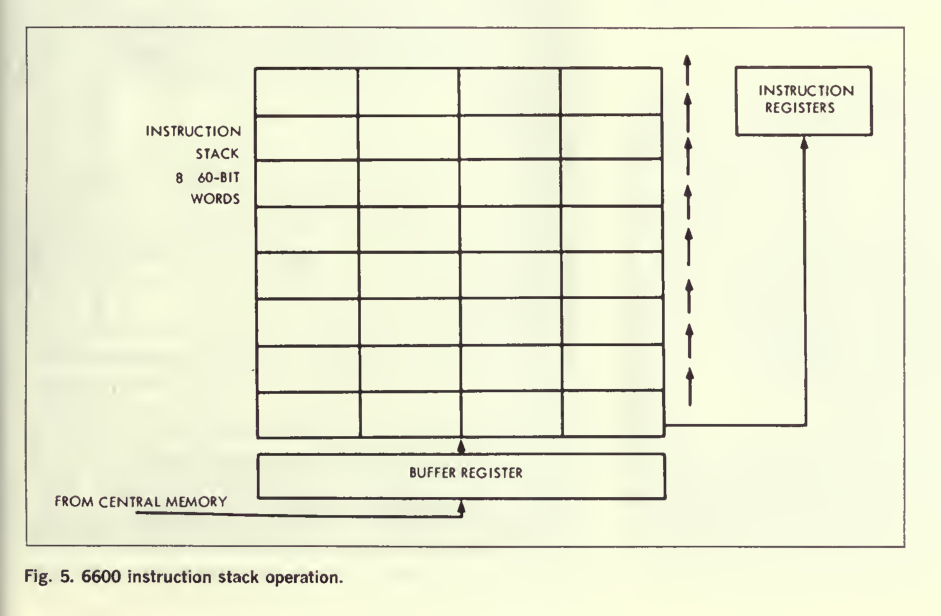 INSTRUCTION
STACK
8 60-BIT
WORDS
INSTRUCTION
REGISTERS
BUFFER REGISTER
FROM CENTRAL MEMORY
Fig. 5. 6600 instruction stack operation.